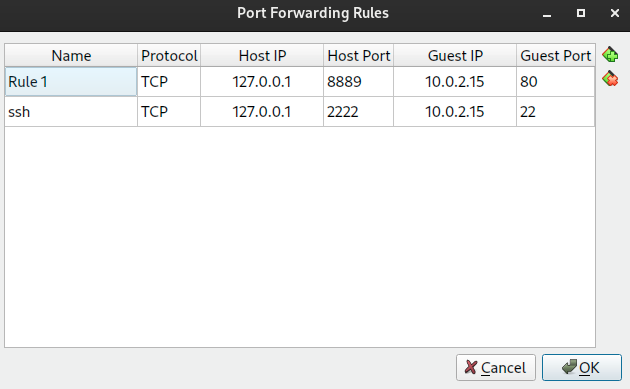 Port Forwarding Rules
Name Protocol Host IP Host Port Guest IP Guest Port
Rule 1 TCP 127.0.0.1 8889 10.0.2.15 80
ssh TCP 127.0.0.1 2222 10.0.2.15 22
Cancel OK